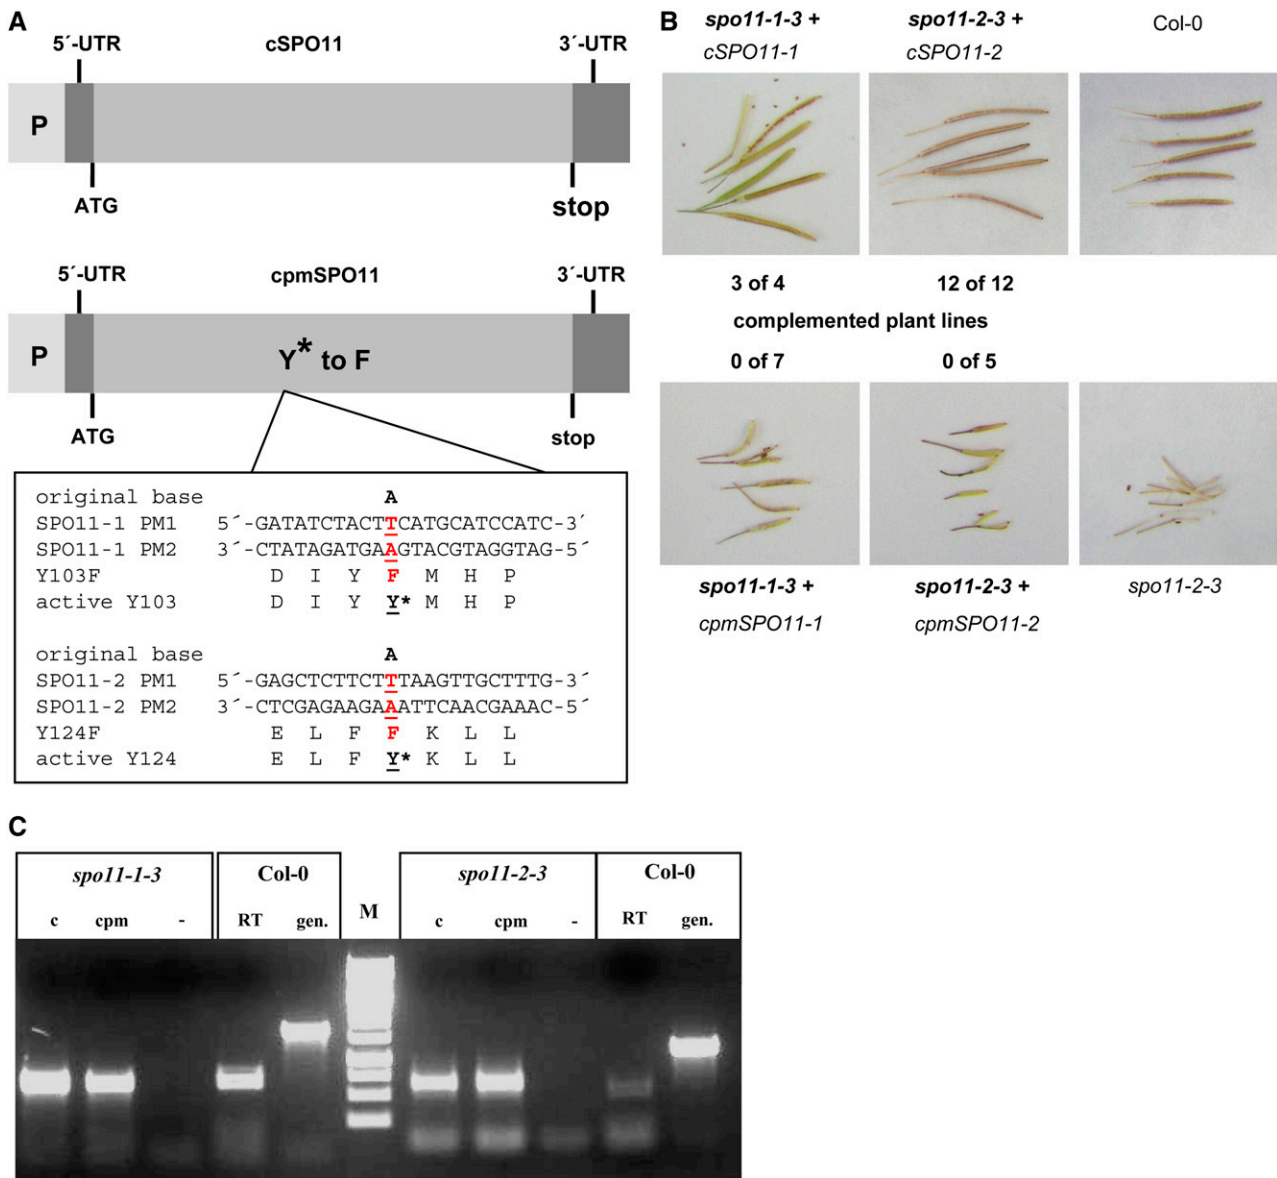 A
5´-UTR cSPO11 3´-UTR
P
ATG stop
5´-UTR cpmSPO11 3´-UTR
P Y* to F
ATG stop
original base A
SPO11-1 PM1 5´-GATATCTACTTCATGCATCCATC-3´
SPO11-1 PM2 3´-CTATAGATGAAGTACGTAGGTAG-5´
Y103F D I Y F M H P
active Y103 D I Y Y* M H P
original base A
SPO11-2 PM1 5´-GAGCTCTTCTTTAAGTTGCTTTG-3´
SPO11-2 PM2 3´-CTCGAGAAGAAATTCAACGAAAC-5´
Y124F E L F F K L L
active Y124 E L F Y* K L L
B
spo11-1-3 + spo11-2-3 + Col-0
cSPO11-1 cSPO11-2
3 of 4 12 of 12
complemented plant lines
0 of 7 0 of 5
spo11-1-3 + spo11-2-3 + spo11-2-3
cpmSPO11-1 cpmSPO11-2
C
spo11-1-3 Col-0 M spo11-2-3 Col-0
c cpm - RT gen. c cpm - RT gen.